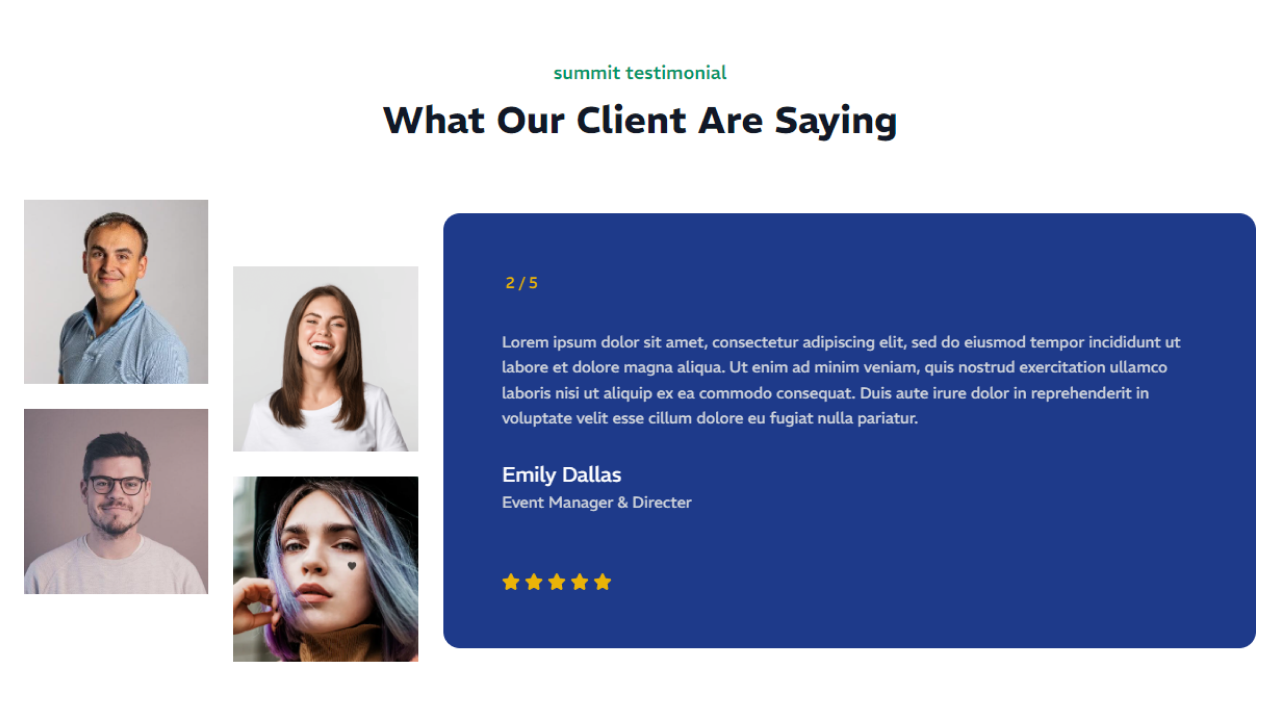 summit testimonial
What Our Client Are Saying
2 / 5
Lorem ipsum dolor sit amet, consectetur adipiscing elit, sed do eiusmod tempor incididunt ut
labore et dolore magna aliqua. Ut enim ad minim veniam, quis nostrud exercitation ullamco
laboris nisi ut aliquip ex ea commodo consequat. Duis aute irure dolor in reprehenderit in
voluptate velit esse cillum dolore eu fugiat nulla pariatur.
Emily Dallas
Event Manager & Directer